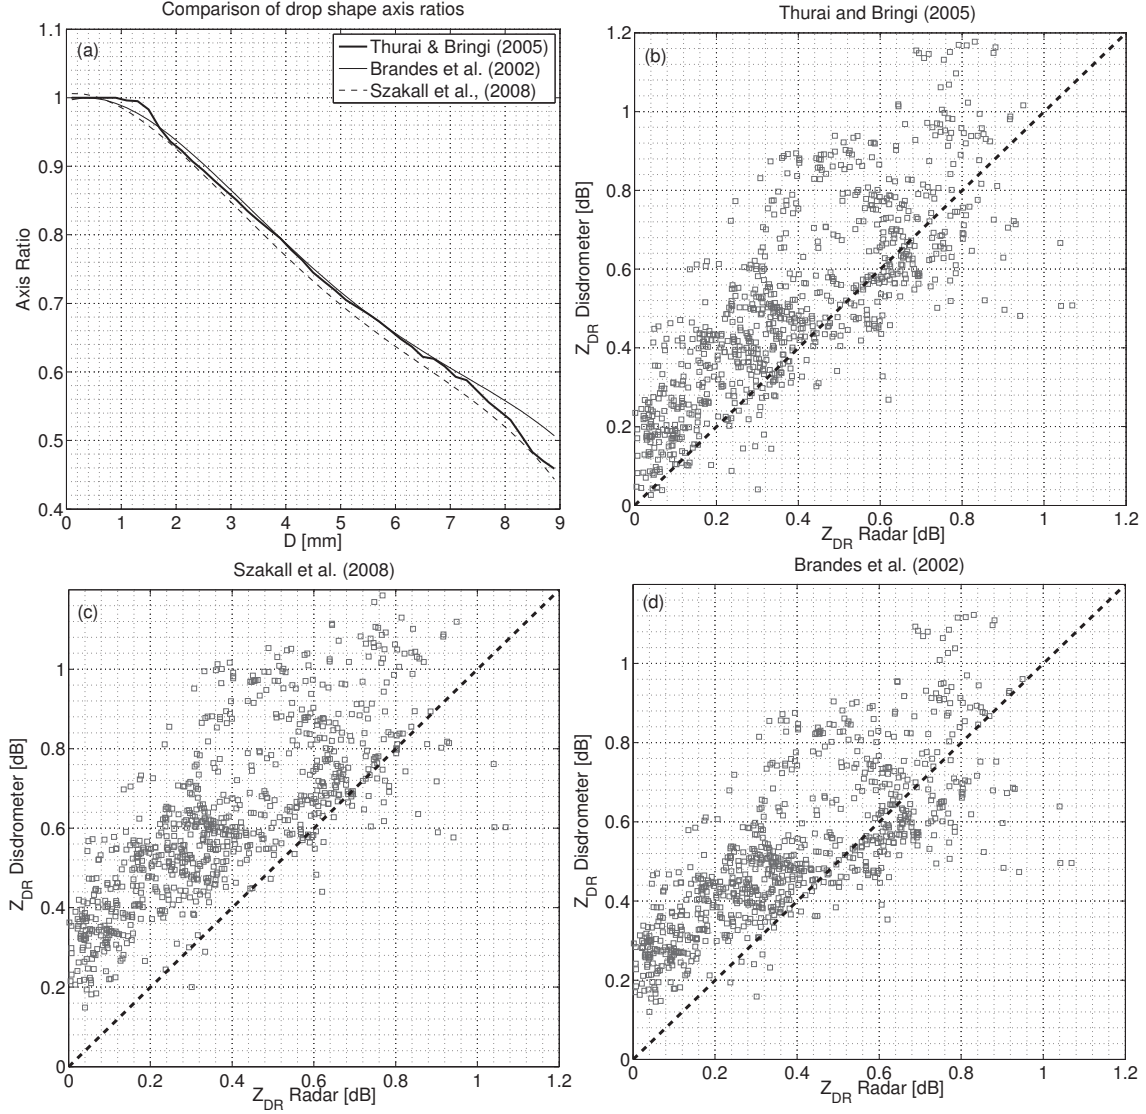 Comparison of drop shape axis ratios
(a)
Thurai & Bringi (2005)
Brandes et al. (2002)
Szakall et al., (2008)
1.1
1
0.9
0.8
0.7
0.6
0.5
0.4
Axis Ratio
0 1 2 3 4 5 6 7 8 9
D [mm]
Thurai and Bringi (2005)
(b)
1.2
1
0.8
0.6
0.4
0.2
0
Z_DR Disdrometer [dB]
0 0.2 0.4 0.6 0.8 1 1.2
Z_DR Radar [dB]
Szakall et al. (2008)
(c)
1
0.8
0.6
0.4
0.2
0
Z_DR Disdrometer [dB]
0 0.2 0.4 0.6 0.8 1 1.2
Z_DR Radar [dB]
Brandes et al. (2002)
(d)
1
0.8
0.6
0.4
0.2
0
Z_DR Disdrometer [dB]
0 0.2 0.4 0.6 0.8 1 1.2
Z_DR Radar [dB]